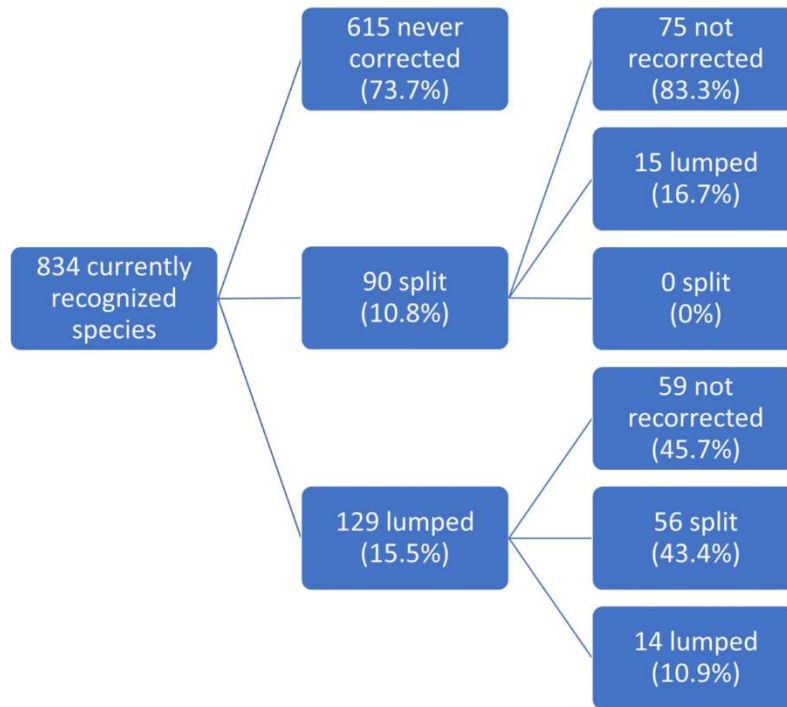 834 currently
recognized
species
615 never
corrected
(73.7%)
90 split
(10.8%)
129 lumped
(15.5%)
75 not
recorrected
(83.3%)
15 lumped
(16.7%)
0 split
(0%)
59 not
recorrected
(45.7%)
56 split
(43.4%)
14 lumped
(10.9%)